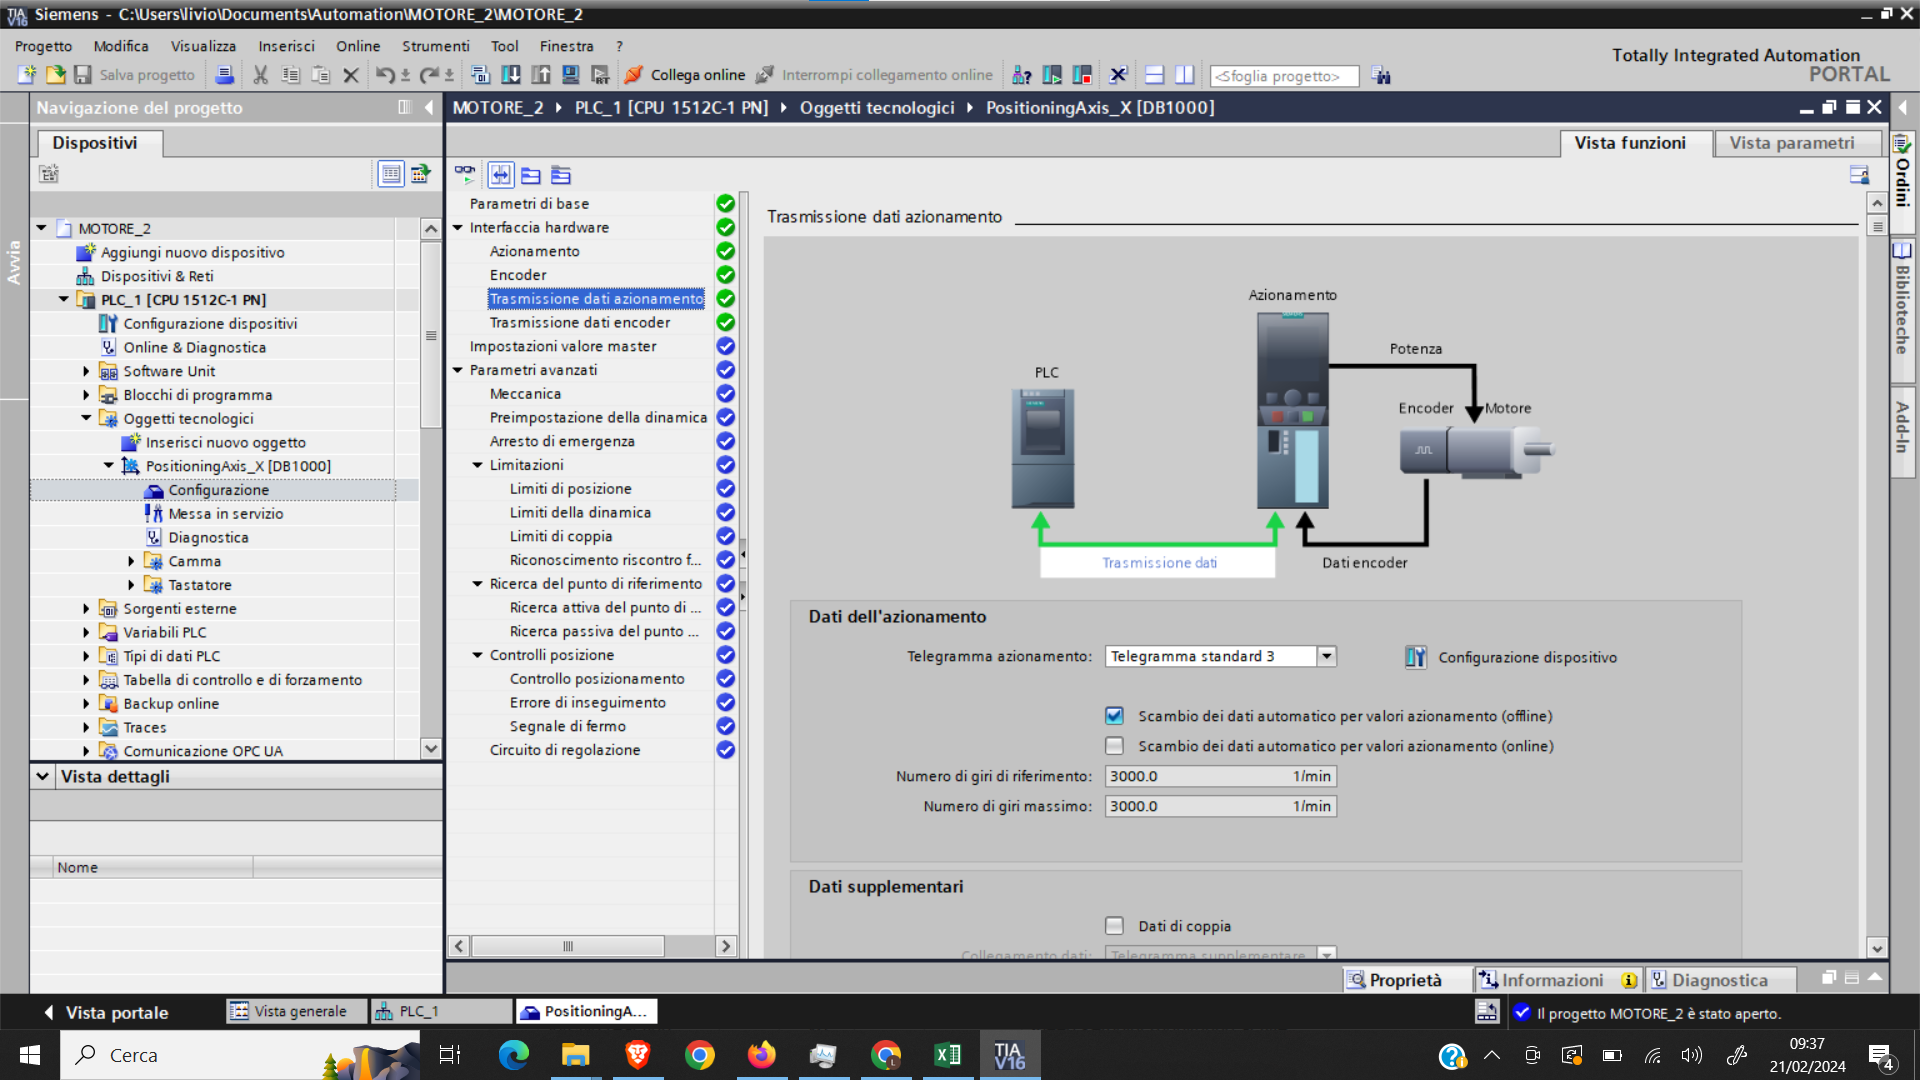 Siemens - C:\Users\livio\Documents\Automation\MOTORE_2\MOTORE_2
Progetto Modifica Visualizza Inserisci Online Strumenti Tool Finestra ?
Totally Integrated Automation
PORTAL
Salva progetto Collega online Interrompi collegamento online <Sfoglia progetto>
Navigazione del progetto
MOTORE_2 PLC_1 [CPU 1512C-1 PN] Oggetti tecnologici PositioningAxis_X [DB1000]
Dispositivi
Vista funzioni Vista parametri
Avvia
MOTORE_2
Aggiungi nuovo dispositivo
Dispositivi & Reti
PLC_1 [CPU 1512C-1 PN]
Configurazione dispositivi
Online & Diagnostica
Software Unit
Blocchi di programma
Oggetti tecnologici
Inserisci nuovo oggetto
PositioningAxis_X [DB1000]
Configurazione
Messa in servizio
Diagnostica
Camma
Tastatore
Sorgenti esterne
Variabili PLC
Tipi di dati PLC
Tabella di controllo e di forzamento
Backup online
Traces
Comunicazione OPC UA
Vista dettagli
Nome
Parametri di base
Interfaccia hardware
Azionamento
Encoder
Trasmissione dati azionamento
Trasmissione dati encoder
Impostazioni valore master
Parametri avanzati
Meccanica
Preimpostazione della dinamica
Arresto di emergenza
Limitazioni
Limiti di posizione
Limiti della dinamica
Limiti di coppia
Riconoscimento riscontro f...
Ricerca del punto di riferimento
Ricerca attiva del punto di ...
Ricerca passiva del punto ...
Controlli posizione
Controllo posizionamento
Errore di inseguimento
Segnale di fermo
Circuito di regolazione
Trasmissione dati azionamento
Azionamento
Potenza
PLC
Encoder Motore
Trasmissione dati
Dati encoder
Dati dell'azionamento
Telegramma azionamento: Telegramma standard 3 Configurazione dispositivo
Scambio dei dati automatico per valori azionamento (offline)
Scambio dei dati automatico per valori azionamento (online)
Numero di giri di riferimento: 3000.0 1/min
Numero di giri massimo: 3000.0 1/min
Dati supplementari
Dati di coppia
Collegamento dati: Telegramma supplementare
Ordini
Biblioteche
Add-In
Proprietà Informazioni Diagnostica
Vista portale Vista generale PLC_1 PositioningA...
Il progetto MOTORE_2 è stato aperto.
Cerca
TIA
V16
09:37
21/02/2024
4